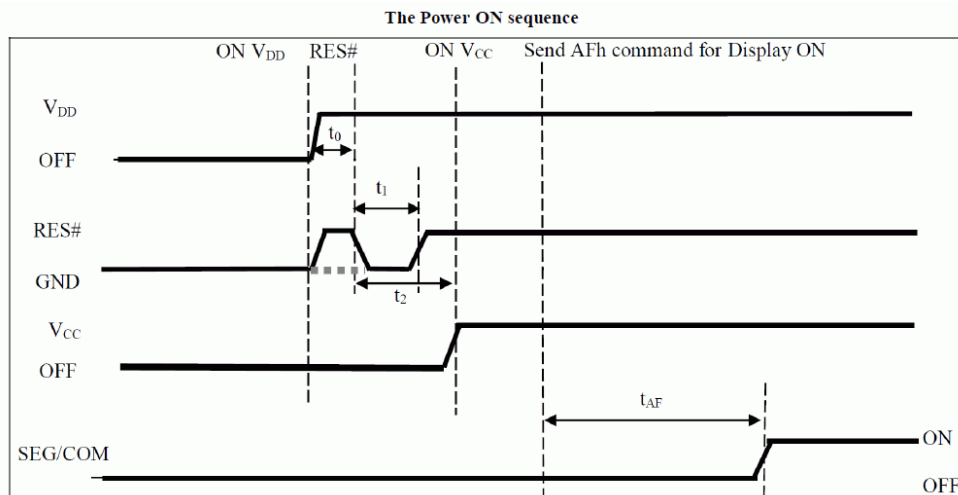 The Power ON sequence
ON VDD RES# ON VCC Send AFh command for Display ON
VDD
t0
OFF
t1
RES#
GND
t2
VCC
OFF
tAF
ON
SEG/COM
OFF